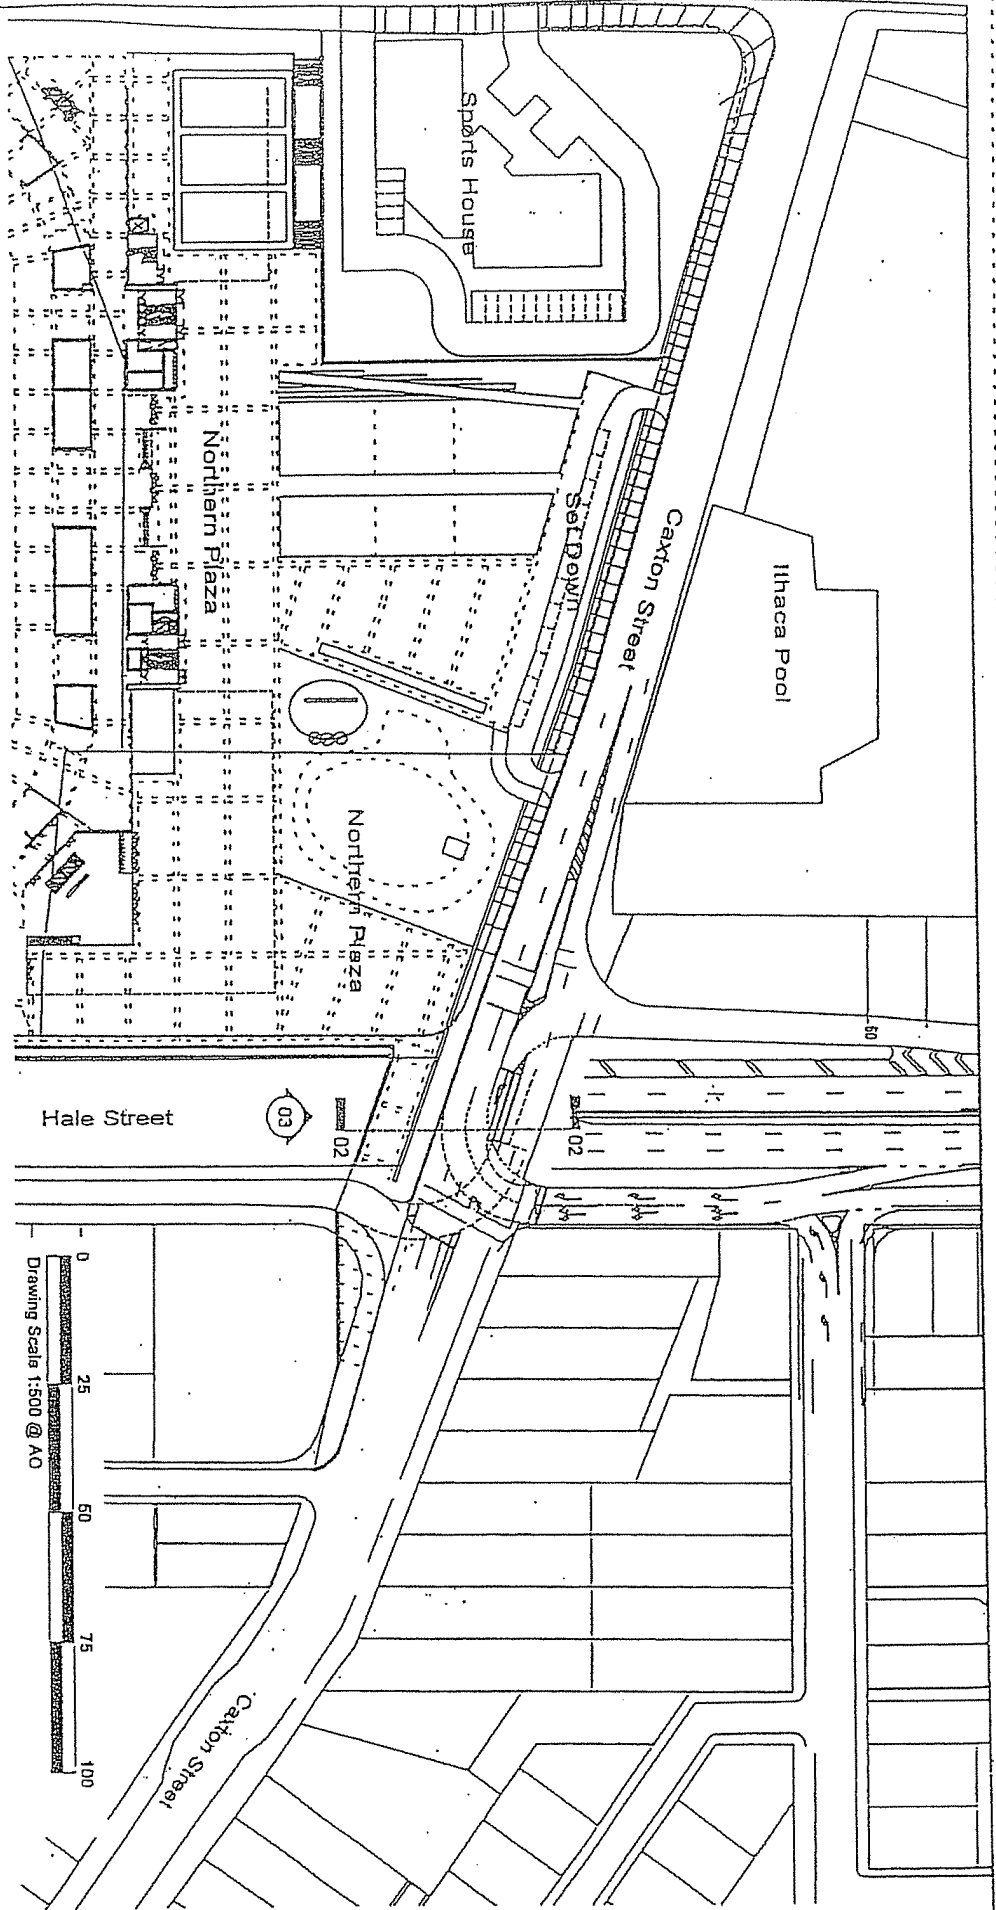 Sports House
Northern Plaza
Set Down
Caxton Street
Ithaca Pool
Northern Plaza
60
Hale Street
03
02
02
0 25 50 75 100
Drawing Scale 1:500 @ AO
Caxton Street